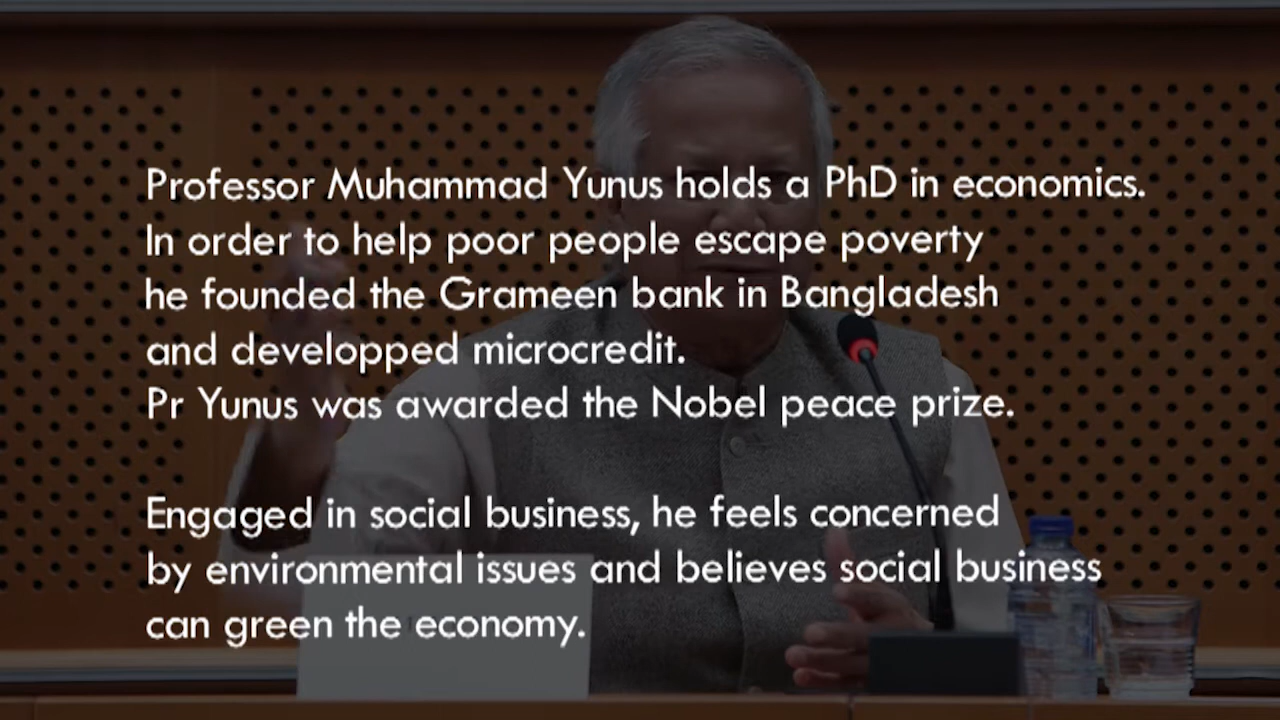 Professor Muhammad Yunus holds a PhD in economics.
In order to help poor people escape poverty
he founded the Grameen bank in Bangladesh
and developped microcredit.
Pr Yunus was awarded the Nobel peace prize.
Engaged in social business, he feels concerned
by environmental issues and believes social business
can green the economy.